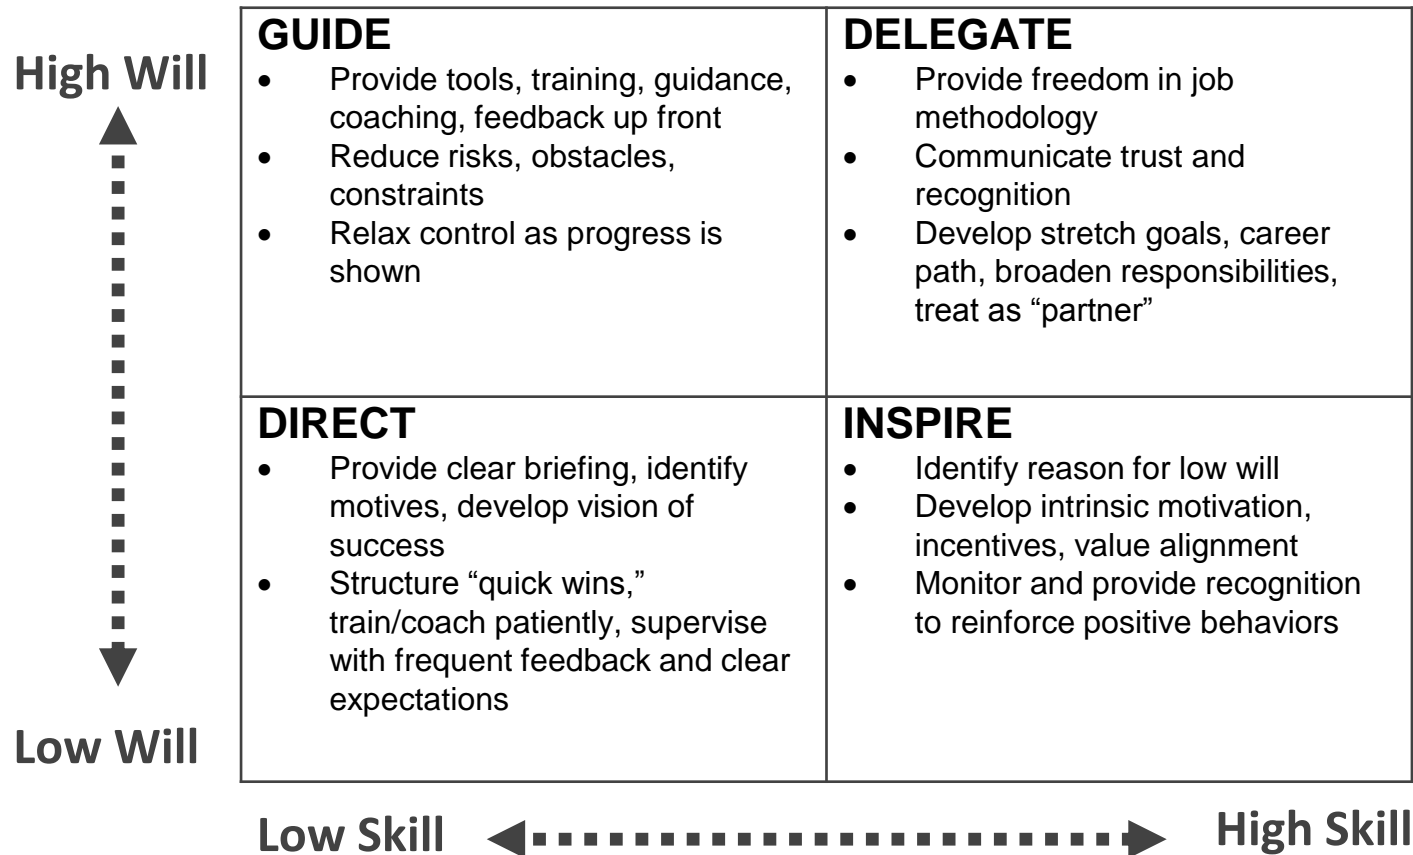 High Will
GUIDE
• Provide tools, training, guidance,
coaching, feedback up front
• Reduce risks, obstacles,
constraints
• Relax control as progress is
shown
DELEGATE
• Provide freedom in job
methodology
• Communicate trust and
recognition
• Develop stretch goals, career
path, broaden responsibilities,
treat as “partner”
DIRECT
• Provide clear briefing, identify
motives, develop vision of
success
• Structure “quick wins,”
train/coach patiently, supervise
with frequent feedback and clear
expectations
INSPIRE
• Identify reason for low will
• Develop intrinsic motivation,
incentives, value alignment
• Monitor and provide recognition
to reinforce positive behaviors
Low Will
Low Skill
High Skill